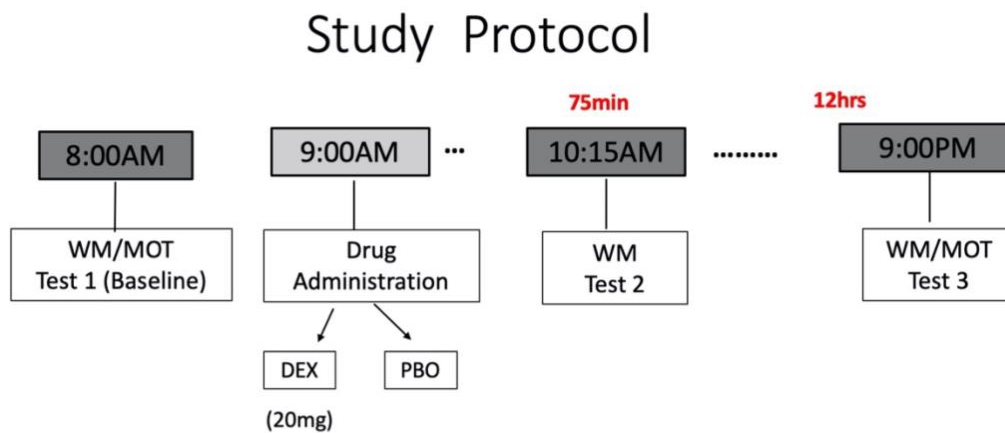 Study Protocol
75min
12hrs
8:00AM
9:00AM
...
10:15AM
.........
9:00PM
WM/MOT
Test 1 (Baseline)
Drug
Administration
WM
Test 2
WM/MOT
Test 3
DEX
PBO
(20mg)